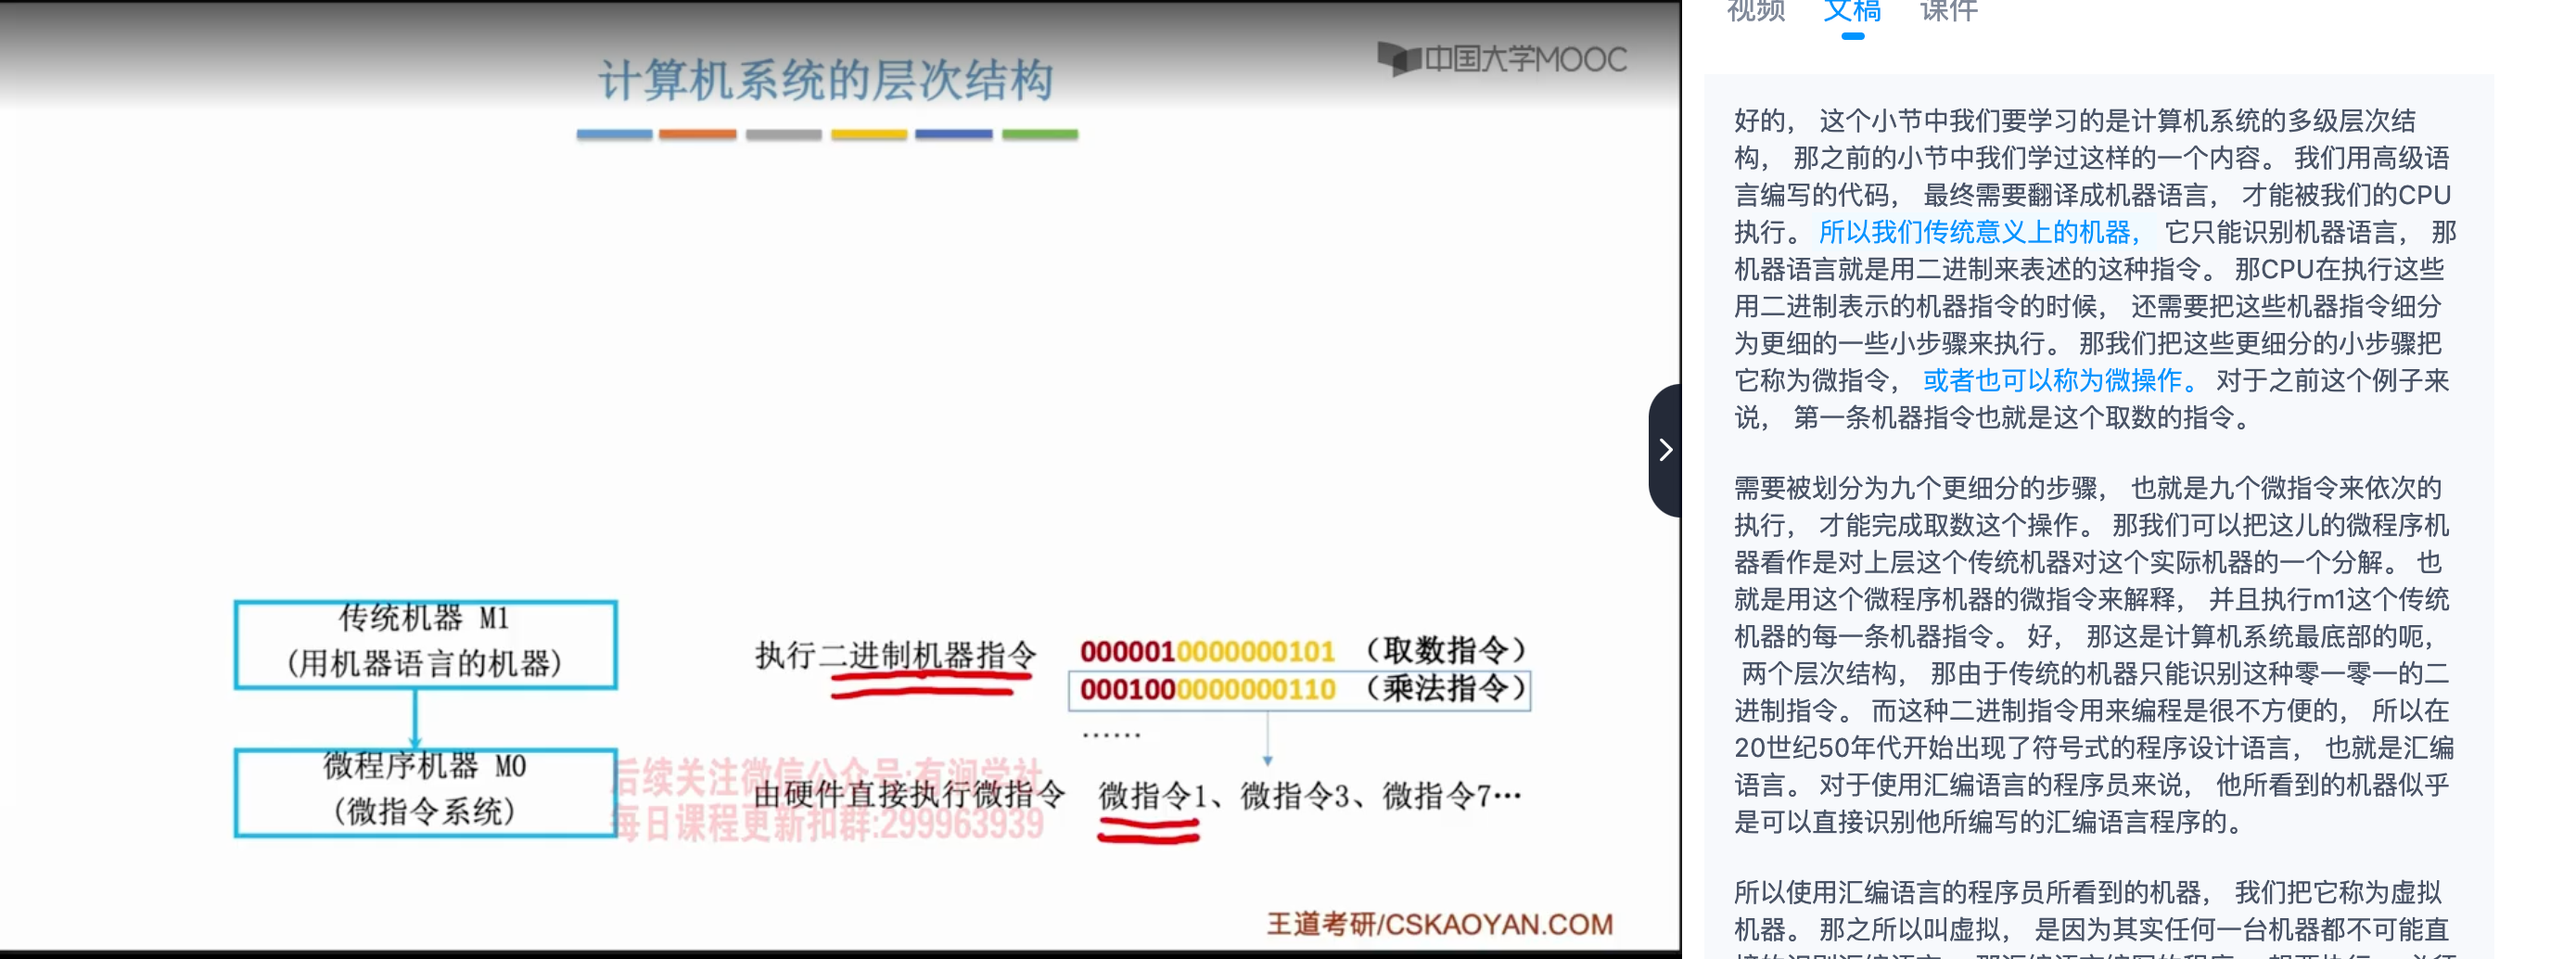 计算机系统的层次结构
中国大学MOOC
传统机器 M1
(用机器语言的机器)
执行二进制机器指令
0000010000000101 （取数指令）
0001000000000110 （乘法指令）
……
微程序机器 M0
(微指令系统)
由硬件直接执行微指令
微指令1、微指令3、微指令7…
后续关注微信公众号:有涧学社
每日课程更新扣群:299963939
王道考研/CSKAOYAN.COM
视频 文稿 课件
好的， 这个小节中我们要学习的是计算机系统的多级层次结
构， 那之前的小节中我们学过这样的一个内容。 我们用高级语
言编写的代码， 最终需要翻译成机器语言， 才能被我们的CPU
执行。 所以我们传统意义上的机器， 它只能识别机器语言， 那
机器语言就是用二进制来表述的这种指令。 那CPU在执行这些
用二进制表示的机器指令的时候， 还需要把这些机器指令细分
为更细的一些小步骤来执行。 那我们把这些更细分的小步骤把
它称为微指令， 或者也可以称为微操作。 对于之前这个例子来
说， 第一条机器指令也就是这个取数的指令。
需要被划分为九个更细分的步骤， 也就是九个微指令来依次的
执行， 才能完成取数这个操作。 那我们可以把这儿的微程序机
器看作是对上层这个传统机器对这个实际机器的一个分解。 也
就是用这个微程序机器的微指令来解释， 并且执行m1这个传统
机器的每一条机器指令。 好， 那这是计算机系统最底部的呃，
两个层次结构， 那由于传统的机器只能识别这种零一零一的二
进制指令。 而这种二进制指令用来编程是很不方便的， 所以在
20世纪50年代开始出现了符号式的程序设计语言， 也就是汇编
语言。 对于使用汇编语言的程序员来说， 他所看到的机器似乎
是可以直接识别他所编写的汇编语言程序的。
所以使用汇编语言的程序员所看到的机器， 我们把它称为虚拟
机器。 那之所以叫虚拟， 是因为其实任何一台机器都不可能直